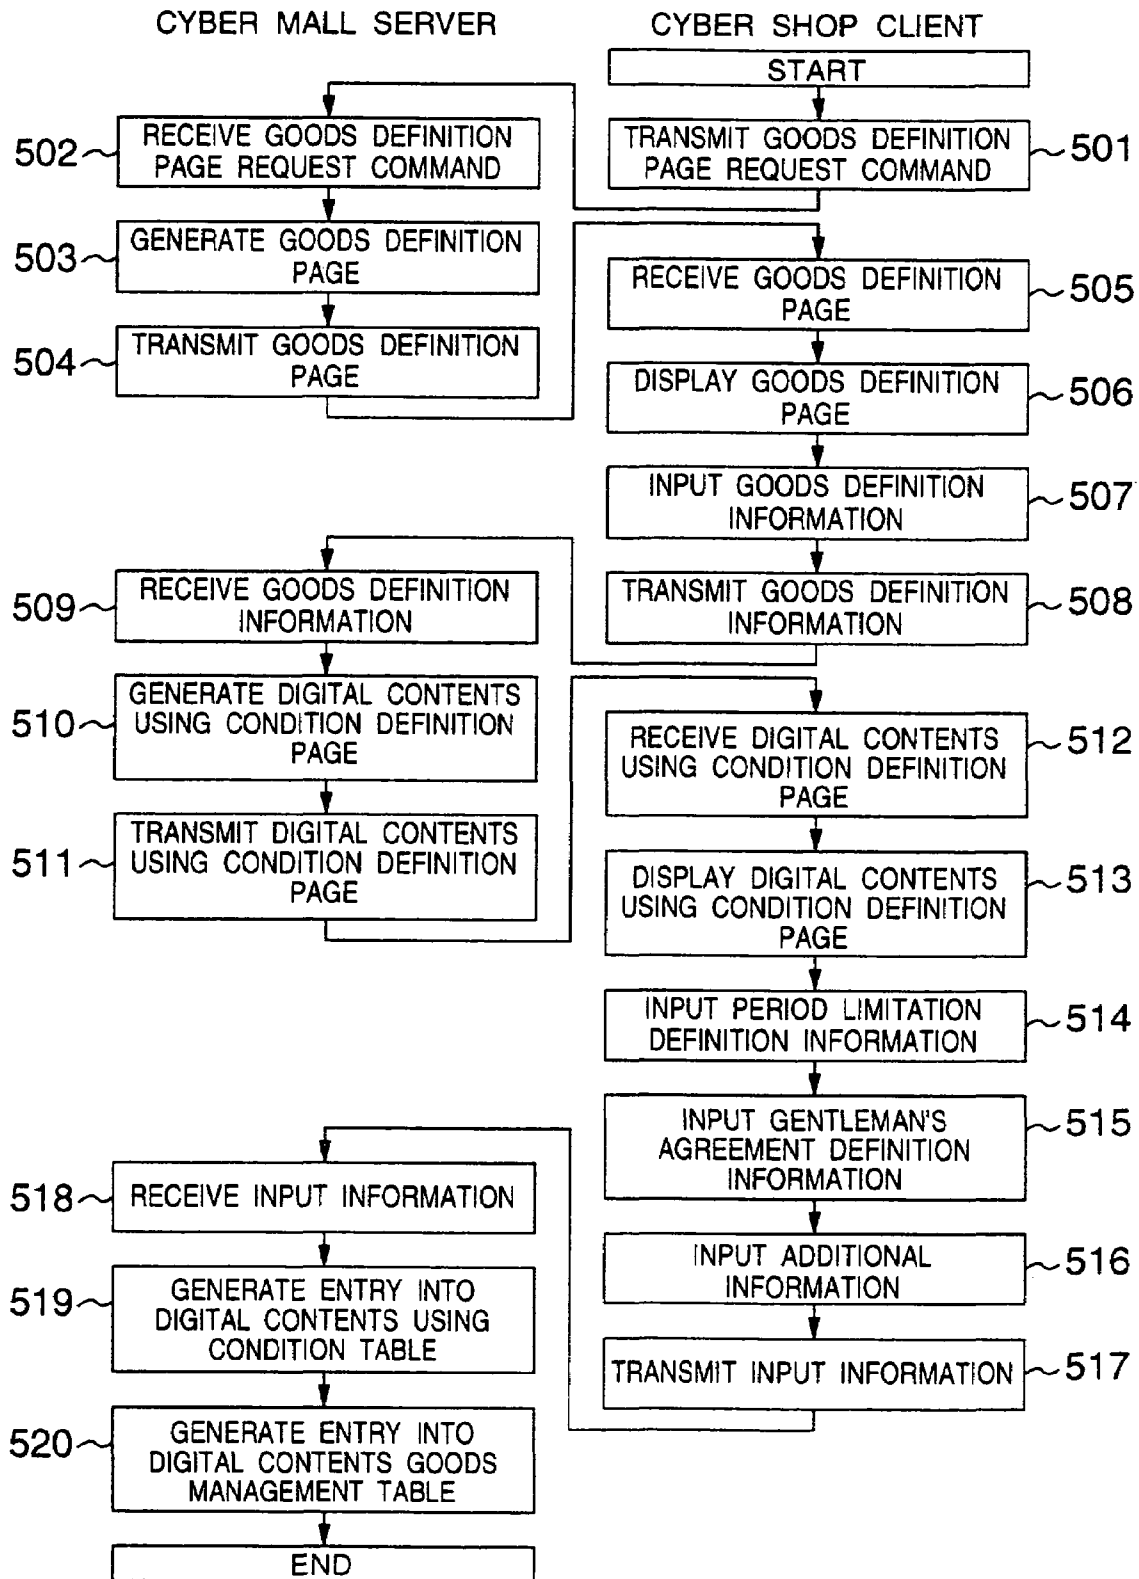 CYBER MALL SERVER
CYBER SHOP CLIENT
START
502
RECEIVE GOODS DEFINITION
PAGE REQUEST COMMAND
TRANSMIT GOODS DEFINITION
PAGE REQUEST COMMAND
501
503
GENERATE GOODS DEFINITION
PAGE
504
TRANSMIT GOODS DEFINITION
PAGE
RECEIVE GOODS DEFINITION
PAGE
505
DISPLAY GOODS DEFINITION
PAGE
506
INPUT GOODS DEFINITION
INFORMATION
507
509
RECEIVE GOODS DEFINITION
INFORMATION
TRANSMIT GOODS DEFINITION
INFORMATION
508
510
GENERATE DIGITAL CONTENTS
USING CONDITION DEFINITION
PAGE
511
TRANSMIT DIGITAL CONTENTS
USING CONDITION DEFINITION
PAGE
RECEIVE DIGITAL CONTENTS
USING CONDITION DEFINITION
PAGE
512
DISPLAY DIGITAL CONTENTS
USING CONDITION DEFINITION
PAGE
513
INPUT PERIOD LIMITATION
DEFINITION INFORMATION
514
INPUT GENTLEMAN'S
AGREEMENT DEFINITION
INFORMATION
515
INPUT ADDITIONAL
INFORMATION
516
TRANSMIT INPUT INFORMATION
517
518
RECEIVE INPUT INFORMATION
519
GENERATE ENTRY INTO
DIGITAL CONTENTS USING
CONDITION TABLE
520
GENERATE ENTRY INTO
DIGITAL CONTENTS GOODS
MANAGEMENT TABLE
END